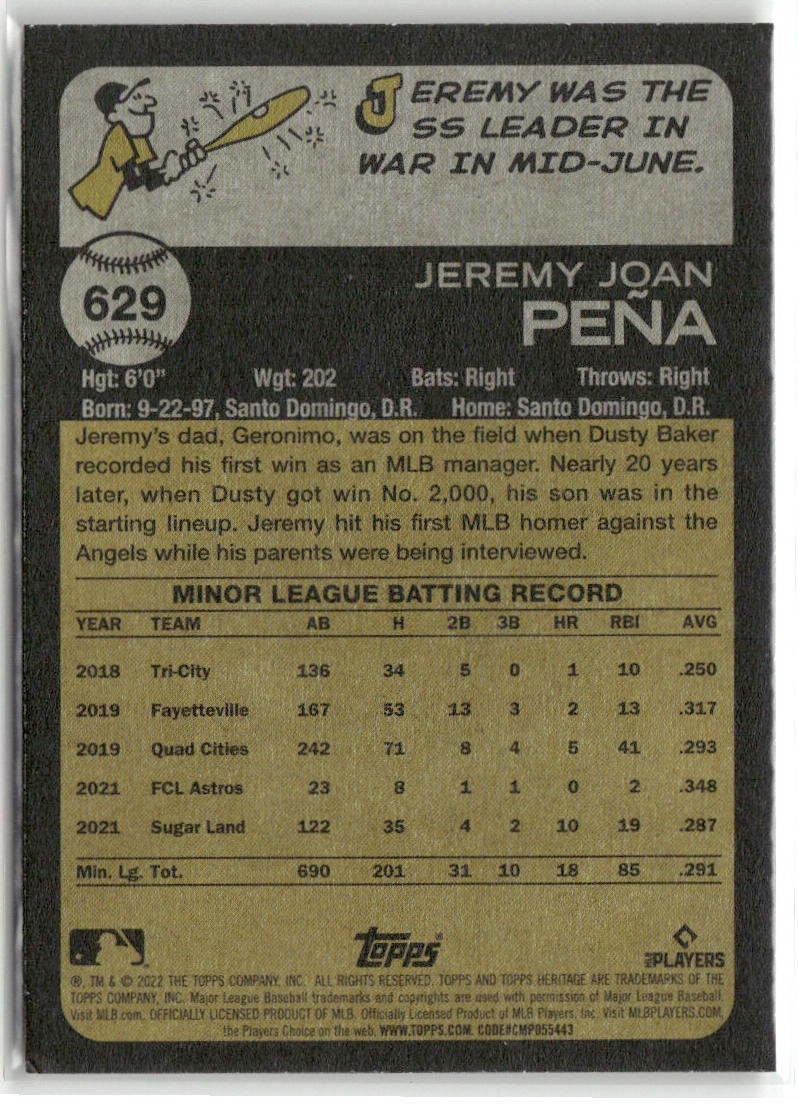 JEREMY WAS THE
SS LEADER IN
WAR IN MID-JUNE.
629
JEREMY JOAN
PEÑA
Hgt: 6'0" Wgt: 202 Bats: Right Throws: Right
Born: 9-22-97, Santo Domingo, D.R. Home: Santo Domingo, D.R.
Jeremy's dad, Geronimo, was on the field when Dusty Baker
recorded his first win as an MLB manager. Nearly 20 years
later, when Dusty got win No. 2,000, his son was in the
starting lineup. Jeremy hit his first MLB homer against the
Angels while his parents were being interviewed.
MINOR LEAGUE BATTING RECORD
YEAR TEAM AB H 2B 3B HR RBI AVG
2018 Tri-City 136 34 5 0 1 10 .250
2019 Fayetteville 167 53 13 3 2 13 .317
2019 Quad Cities 242 71 8 4 5 41 .293
2021 FCL Astros 23 8 1 1 0 2 .348
2021 Sugar Land 122 35 4 2 10 19 .287
Min. Lg. Tot. 690 201 31 10 18 85 .291
Topps®
MLB PLAYERS
®, TM & © 2022 THE TOPPS COMPANY, INC. ALL RIGHTS RESERVED. TOPPS AND TOPPS HERITAGE ARE TRADEMARKS OF THE
TOPPS COMPANY, INC. Major League Baseball trademarks and copyrights are used with permission of Major League Baseball.
Visit MLB.com. OFFICIALLY LICENSED PRODUCT OF MLB. Officially Licensed Product of MLB Players, Inc. Visit MLBPLAYERS.COM,
the Players Choice on the web. WWW.TOPPS.COM. CODE#CMP055443